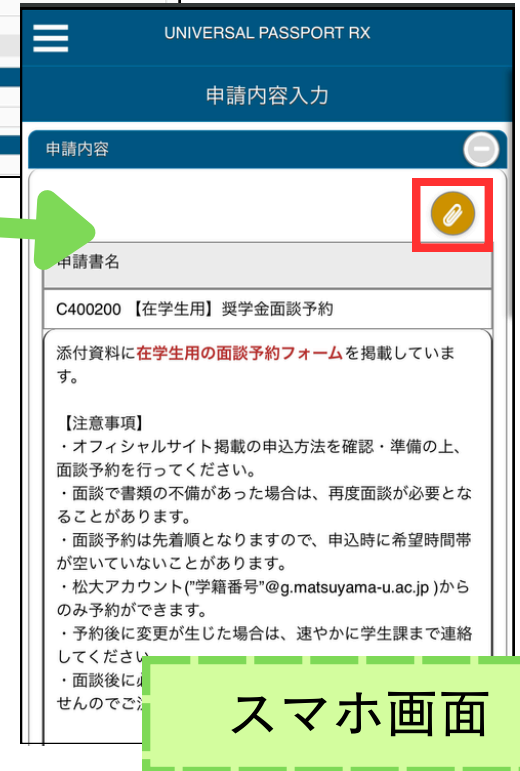 UNIVERSAL PASSPORT RX
申請内容入力
申請内容
申請書名
C400200 【在学生用】奨学金面談予約
添付資料に在学生用の面談予約フォームを掲載していま
す。
【注意事項】
・オフィシャルサイト掲載の申込方法を確認・準備の上、
面談予約を行ってください。
・面談で書類の不備があった場合は、再度面談が必要とな
ることがあります。
・面談予約は先着順となりますので、申込時に希望時間帯
が空いていないことがあります。
・松大アカウント("学籍番号"@g.matsuyama-u.ac.jp )から
のみ予約ができます。
・予約後に変更が生じた場合は、速やかに学生課まで連絡
してください
・面談後に
せんのでご
スマホ画面